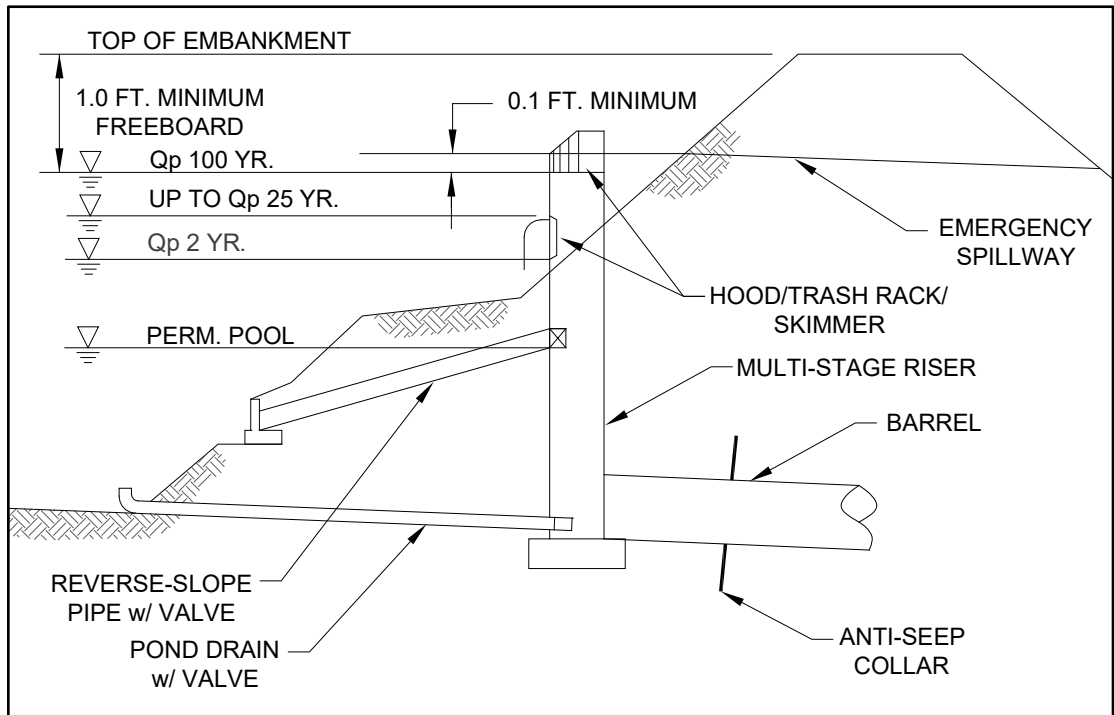 TOP OF EMBANKMENT
1.0 FT. MINIMUM
FREEBOARD
0.1 FT. MINIMUM
Qp 100 YR.
UP TO Qp 25 YR.
Qp 2 YR.
EMERGENCY
SPILLWAY
HOOD/TRASH RACK/
SKIMMER
PERM. POOL
MULTI-STAGE RISER
BARREL
REVERSE-SLOPE
PIPE w/ VALVE
POND DRAIN
w/ VALVE
ANTI-SEEP
COLLAR